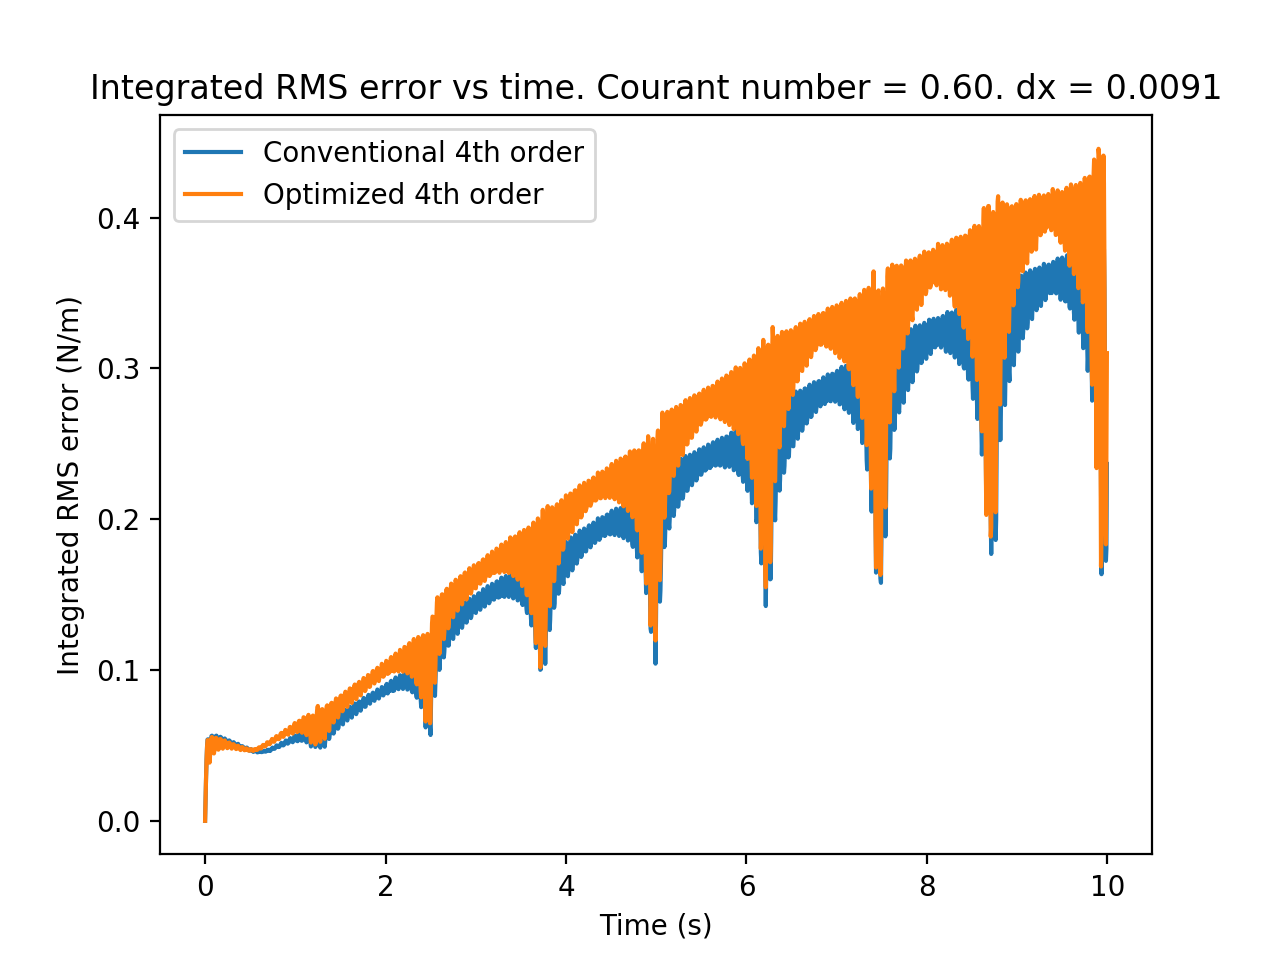 Integrated RMS error vs time. Courant number = 0.60. dx = 0.0091
Conventional 4th order
Optimized 4th order
Integrated RMS error (N/m)
0.4
0.3
0.2
0.1
0.0
0 2 4 6 8 10
Time (s)